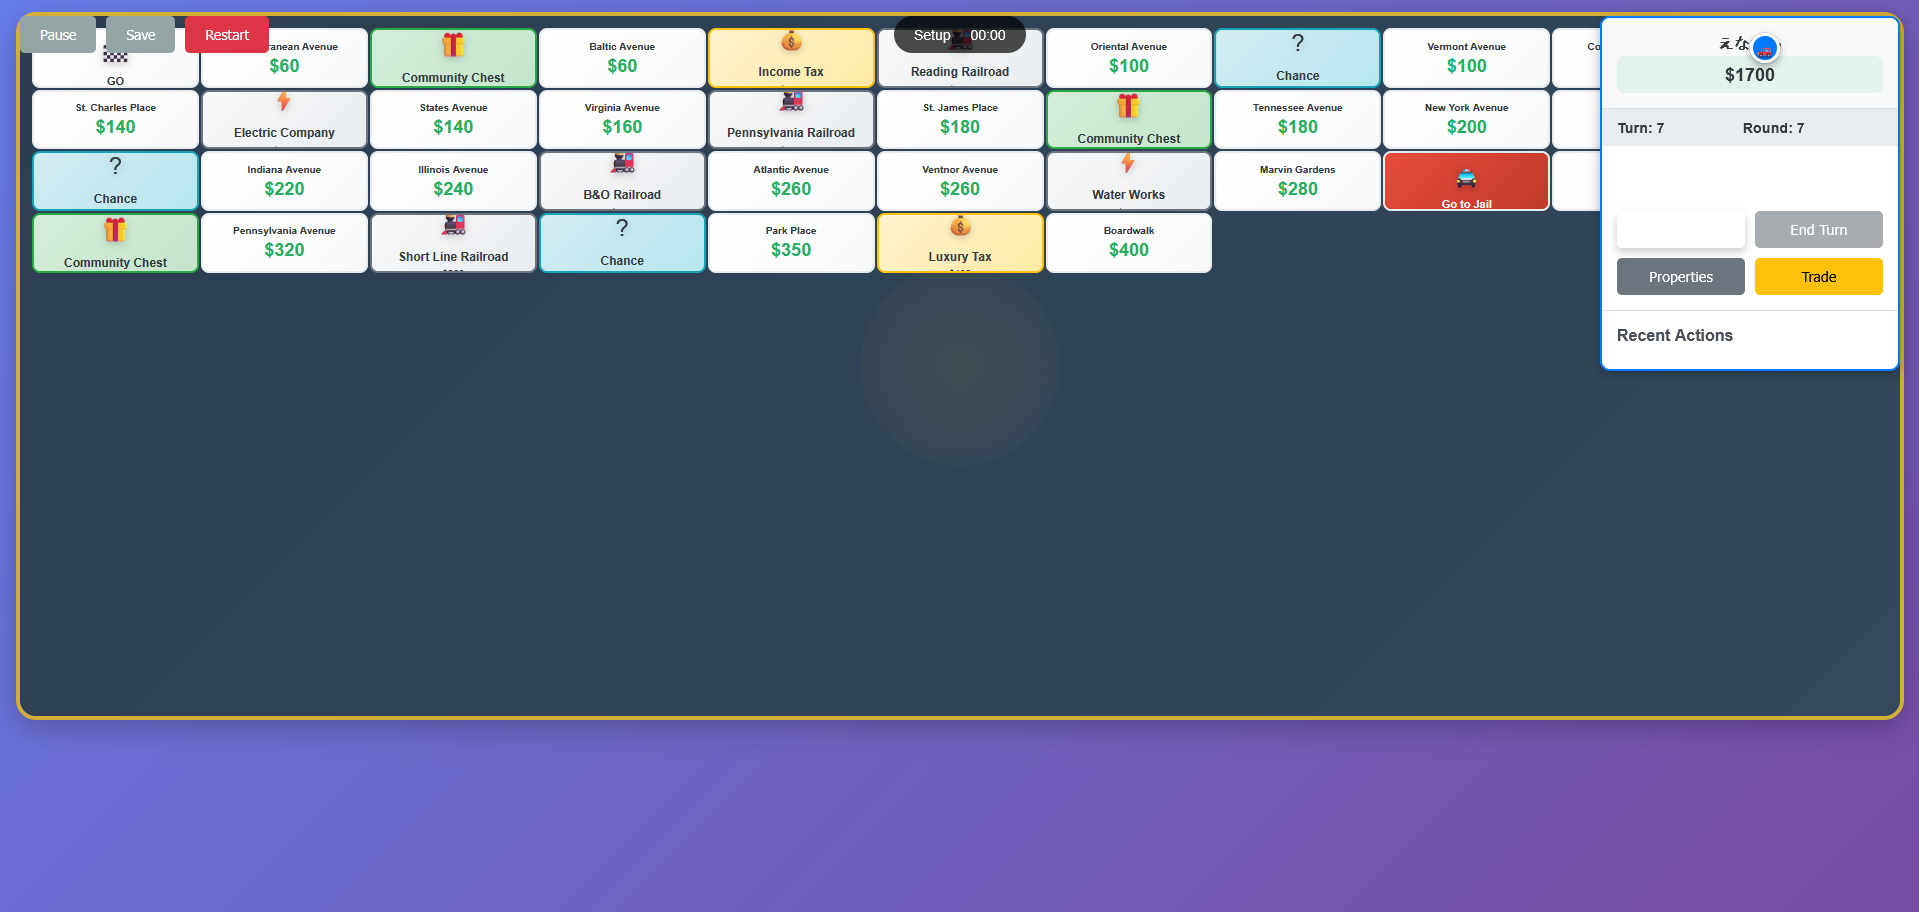 Pause
Save
Restart
Setup
00:00
GO
Avenue
$60
Community Chest
Baltic Avenue
$60
Income Tax
Reading Railroad
Oriental Avenue
$100
?
Chance
Vermont Avenue
$100
St. Charles Place
$140
Electric Company
States Avenue
$140
Virginia Avenue
$160
Pennsylvania Railroad
St. James Place
$180
Community Chest
Tennessee Avenue
$180
New York Avenue
$200
?
Chance
Indiana Avenue
$220
Illinois Avenue
$240
B&O Railroad
Atlantic Avenue
$260
Ventnor Avenue
$260
Water Works
Marvin Gardens
$280
Go to Jail
Community Chest
Pennsylvania Avenue
$320
Short Line Railroad
?
Chance
Park Place
$350
Luxury Tax
Boardwalk
$400
えな
$1700
Turn: 7
Round: 7
End Turn
Properties
Trade
Recent Actions